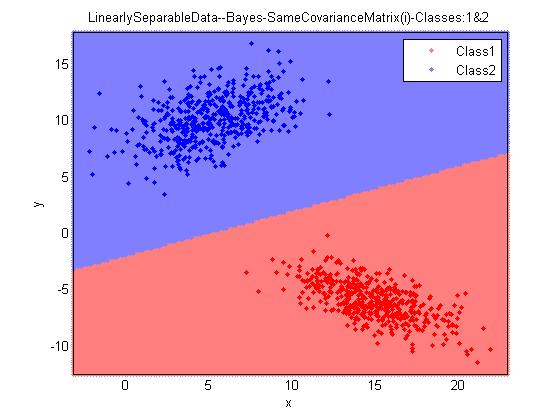 LinearlySeparableData--Bayes-SameCovarianceMatrix(i)-Classes:1&2
Class1
Class2
15
10
5
0
-5
-10
y
0 5 10 15 20
x